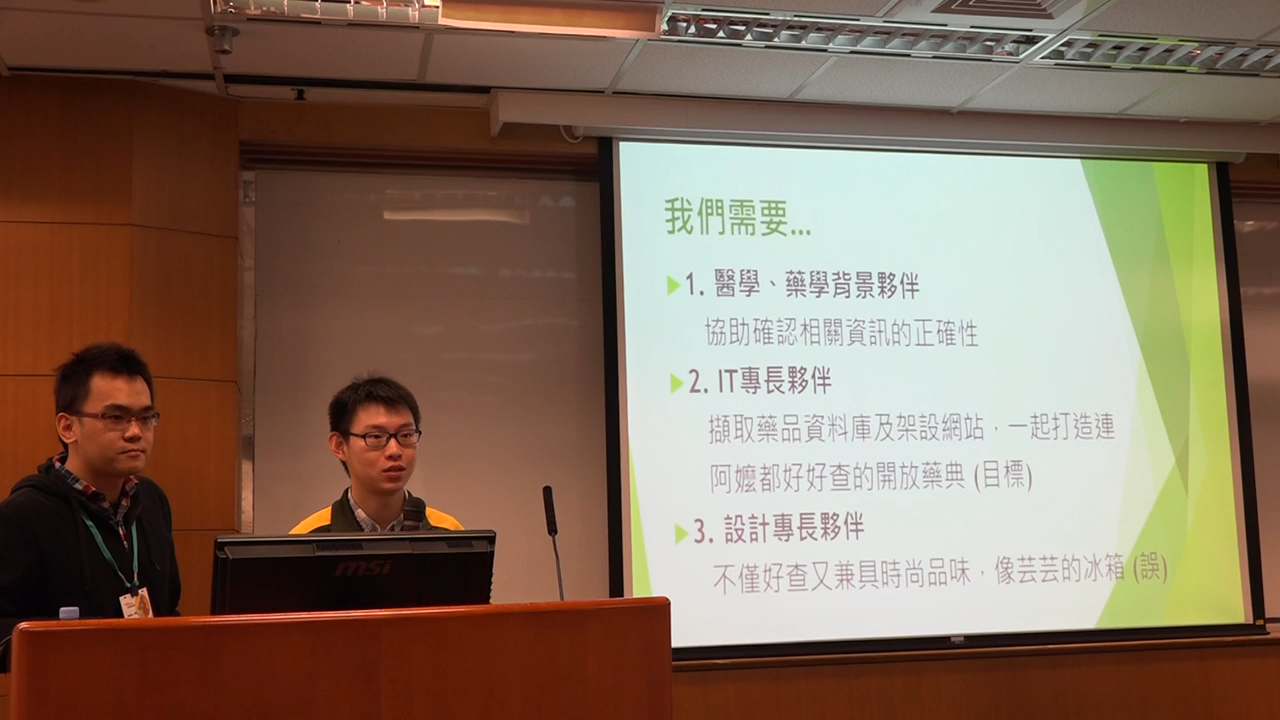 我們需要...
1. 醫學、藥學背景夥伴
協助確認相關資訊的正確性
2. IT專長夥伴
擷取藥品資料庫及架設網站，一起打造連
阿嬤都好好查的開放藥典 (目標)
3. 設計專長夥伴
不僅好查又兼具時尚品味，像芸芸的冰箱 (誤)
msi